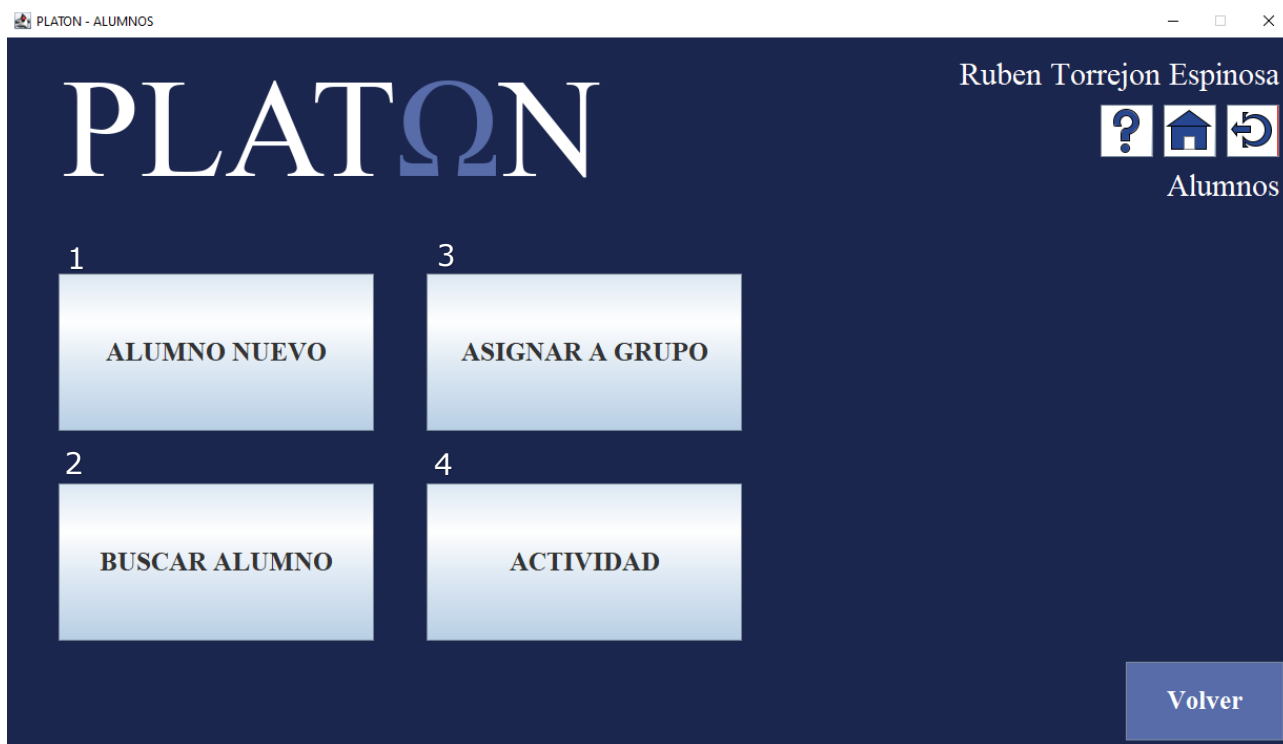 PLATON - ALUMNOS
PLATΩN
Ruben Torrejon Espinosa
?
Alumnos
1
ALUMNO NUEVO
3
ASIGNAR A GRUPO
2
BUSCAR ALUMNO
4
ACTIVIDAD
Volver